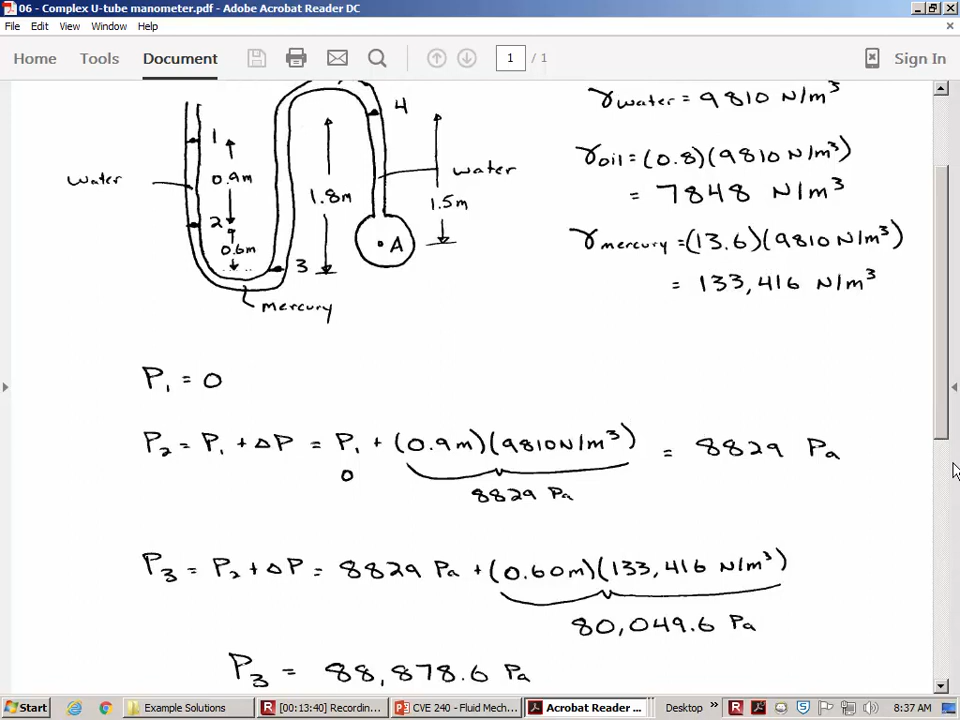 06 - Complex U-tube manometer.pdf - Adobe Acrobat Reader DC
File Edit View Window Help
Home Tools Document 1 / 1 Sign In
γwater = 9810 N/m³
4
1
water
0.9m
1.8m
water
1.5m
2
0.6m
A
3
mercury
γoil = (0.8)(9810 N/m³)
= 7848 N/m³
γmercury = (13.6)(9810 N/m³)
= 133,416 N/m³
P₁ = 0
P₂ = P₁ + ΔP = P₁ + (0.9m)(9810 N/m³) = 8829 Pa
0
8829 Pa
P₃ = P₂ + ΔP = 8829 Pa + (0.60m)(133,416 N/m³)
80,049.6 Pa
P₃ = 88,878.6 Pa
Start Example Solutions [00:13:40] Recordin... CVE 240 - Fluid Mech... Acrobat Reader ... Desktop » 8:37 AM